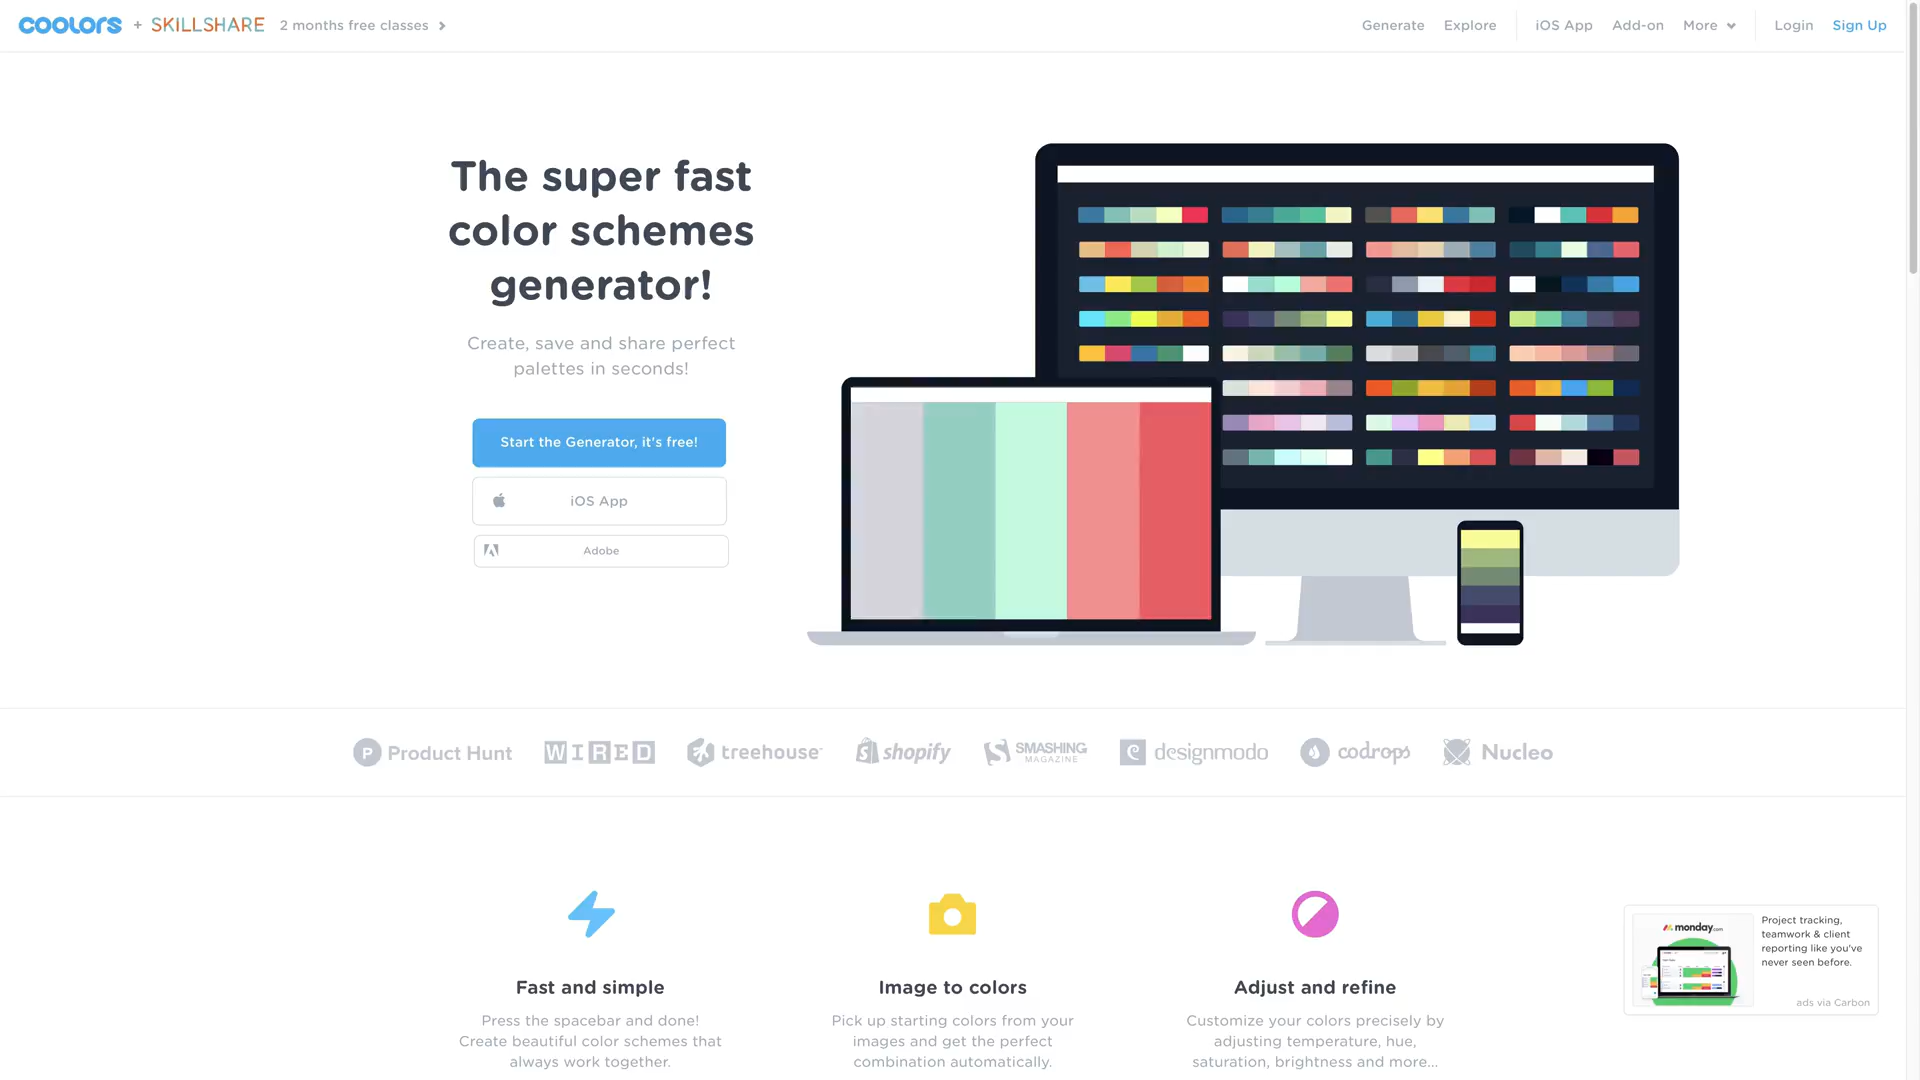 coolors + SKILLSHARE 2 months free classes
Generate Explore iOS App Add-on More Login Sign Up
The super fast
color schemes
generator!
Create, save and share perfect
palettes in seconds!
Start the Generator, it's free!
iOS App
Adobe
P Product Hunt WIRED treehouse shopify SMASHING MAGAZINE designmodo codrops Nucleo
Fast and simple
Press the spacebar and done!
Create beautiful color schemes that
always work together.
Image to colors
Pick up starting colors from your
images and get the perfect
combination automatically.
Adjust and refine
Customize your colors precisely by
adjusting temperature, hue,
saturation, brightness and more...
monday.com
Project tracking,
teamwork & client
reporting like you've
never seen before.
ads via Carbon